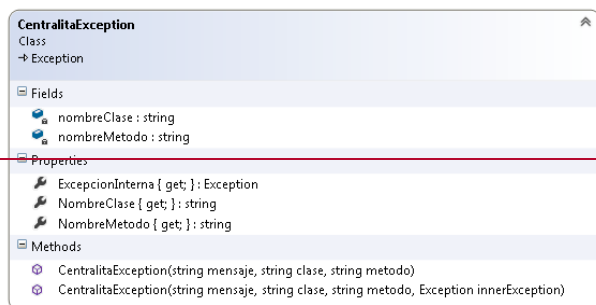 CentralitaException
Class
Exception
Fields
nombreClase : string
nombreMetodo : string
Properties
ExcepcionInterna { get; } : Exception
NombreClase { get; } : string
NombreMetodo { get; } : string
Methods
CentralitaException(string mensaje, string clase, string metodo)
CentralitaException(string mensaje, string clase, string metodo, Exception innerException)